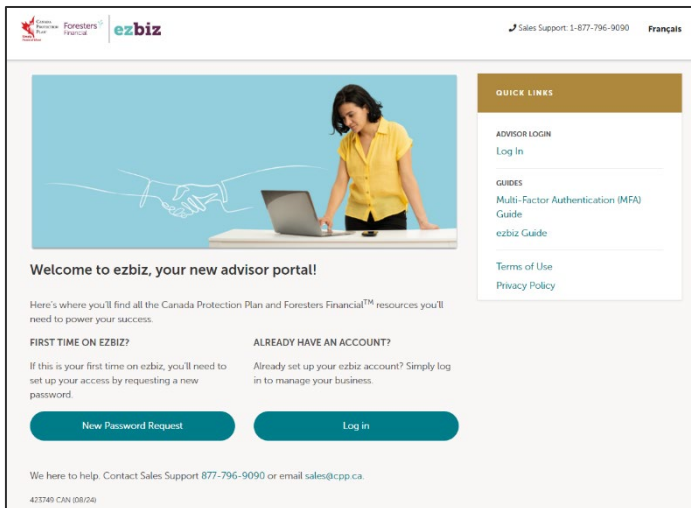 Canada
Protection
Plan
Foresters
Financial
ezbiz
Sales Support: 1-877-796-9090
Français
Welcome to ezbiz, your new advisor portal!
Here's where you'll find all the Canada Protection Plan and Foresters Financial™ resources you'll
need to power your success.
FIRST TIME ON EZBIZ?
If this is your first time on ezbiz, you'll need to
set up your access by requesting a new
password.
New Password Request
ALREADY HAVE AN ACCOUNT?
Already set up your ezbiz account? Simply log
in to manage your business.
Log in
We here to help. Contact Sales Support 877-796-9090 or email sales@cpp.ca.
423749 CAN (08/24)
QUICK LINKS
ADVISOR LOGIN
Log In
GUIDES
Multi-Factor Authentication (MFA)
Guide
ezbiz Guide
Terms of Use
Privacy Policy